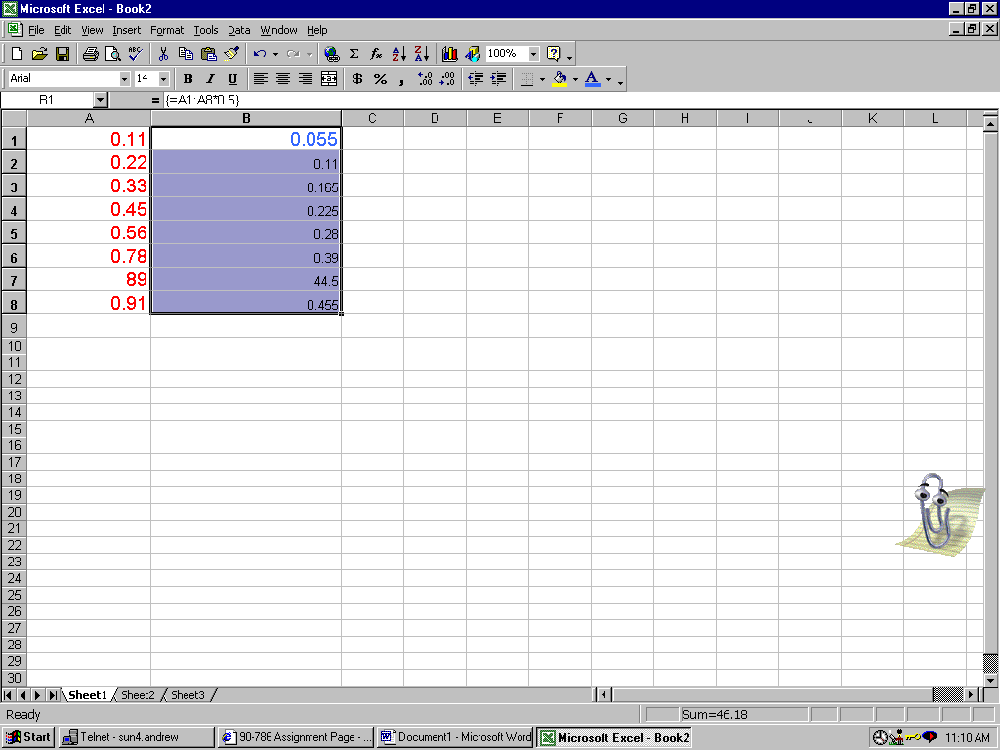 Microsoft Excel - Book2
File Edit View Insert Format Tools Data Window Help
100%
Arial 14 B I U $ % ,
B1 = {=A1:A8*0.5}
A B C D E F G H I J K L
1 0.11 0.055
2 0.22 0.11
3 0.33 0.165
4 0.45 0.225
5 0.56 0.28
6 0.78 0.39
7 89 44.5
8 0.91 0.455
9
10
11
12
13
14
15
16
17
18
19
20
21
22
23
24
25
26
27
28
29
30
Sheet1 Sheet2 Sheet3
Ready Sum=46.18
Start Telnet - sun4.andrew 90-786 Assignment Page - ... Document1 - Microsoft Word Microsoft Excel - Book2 11:10 AM